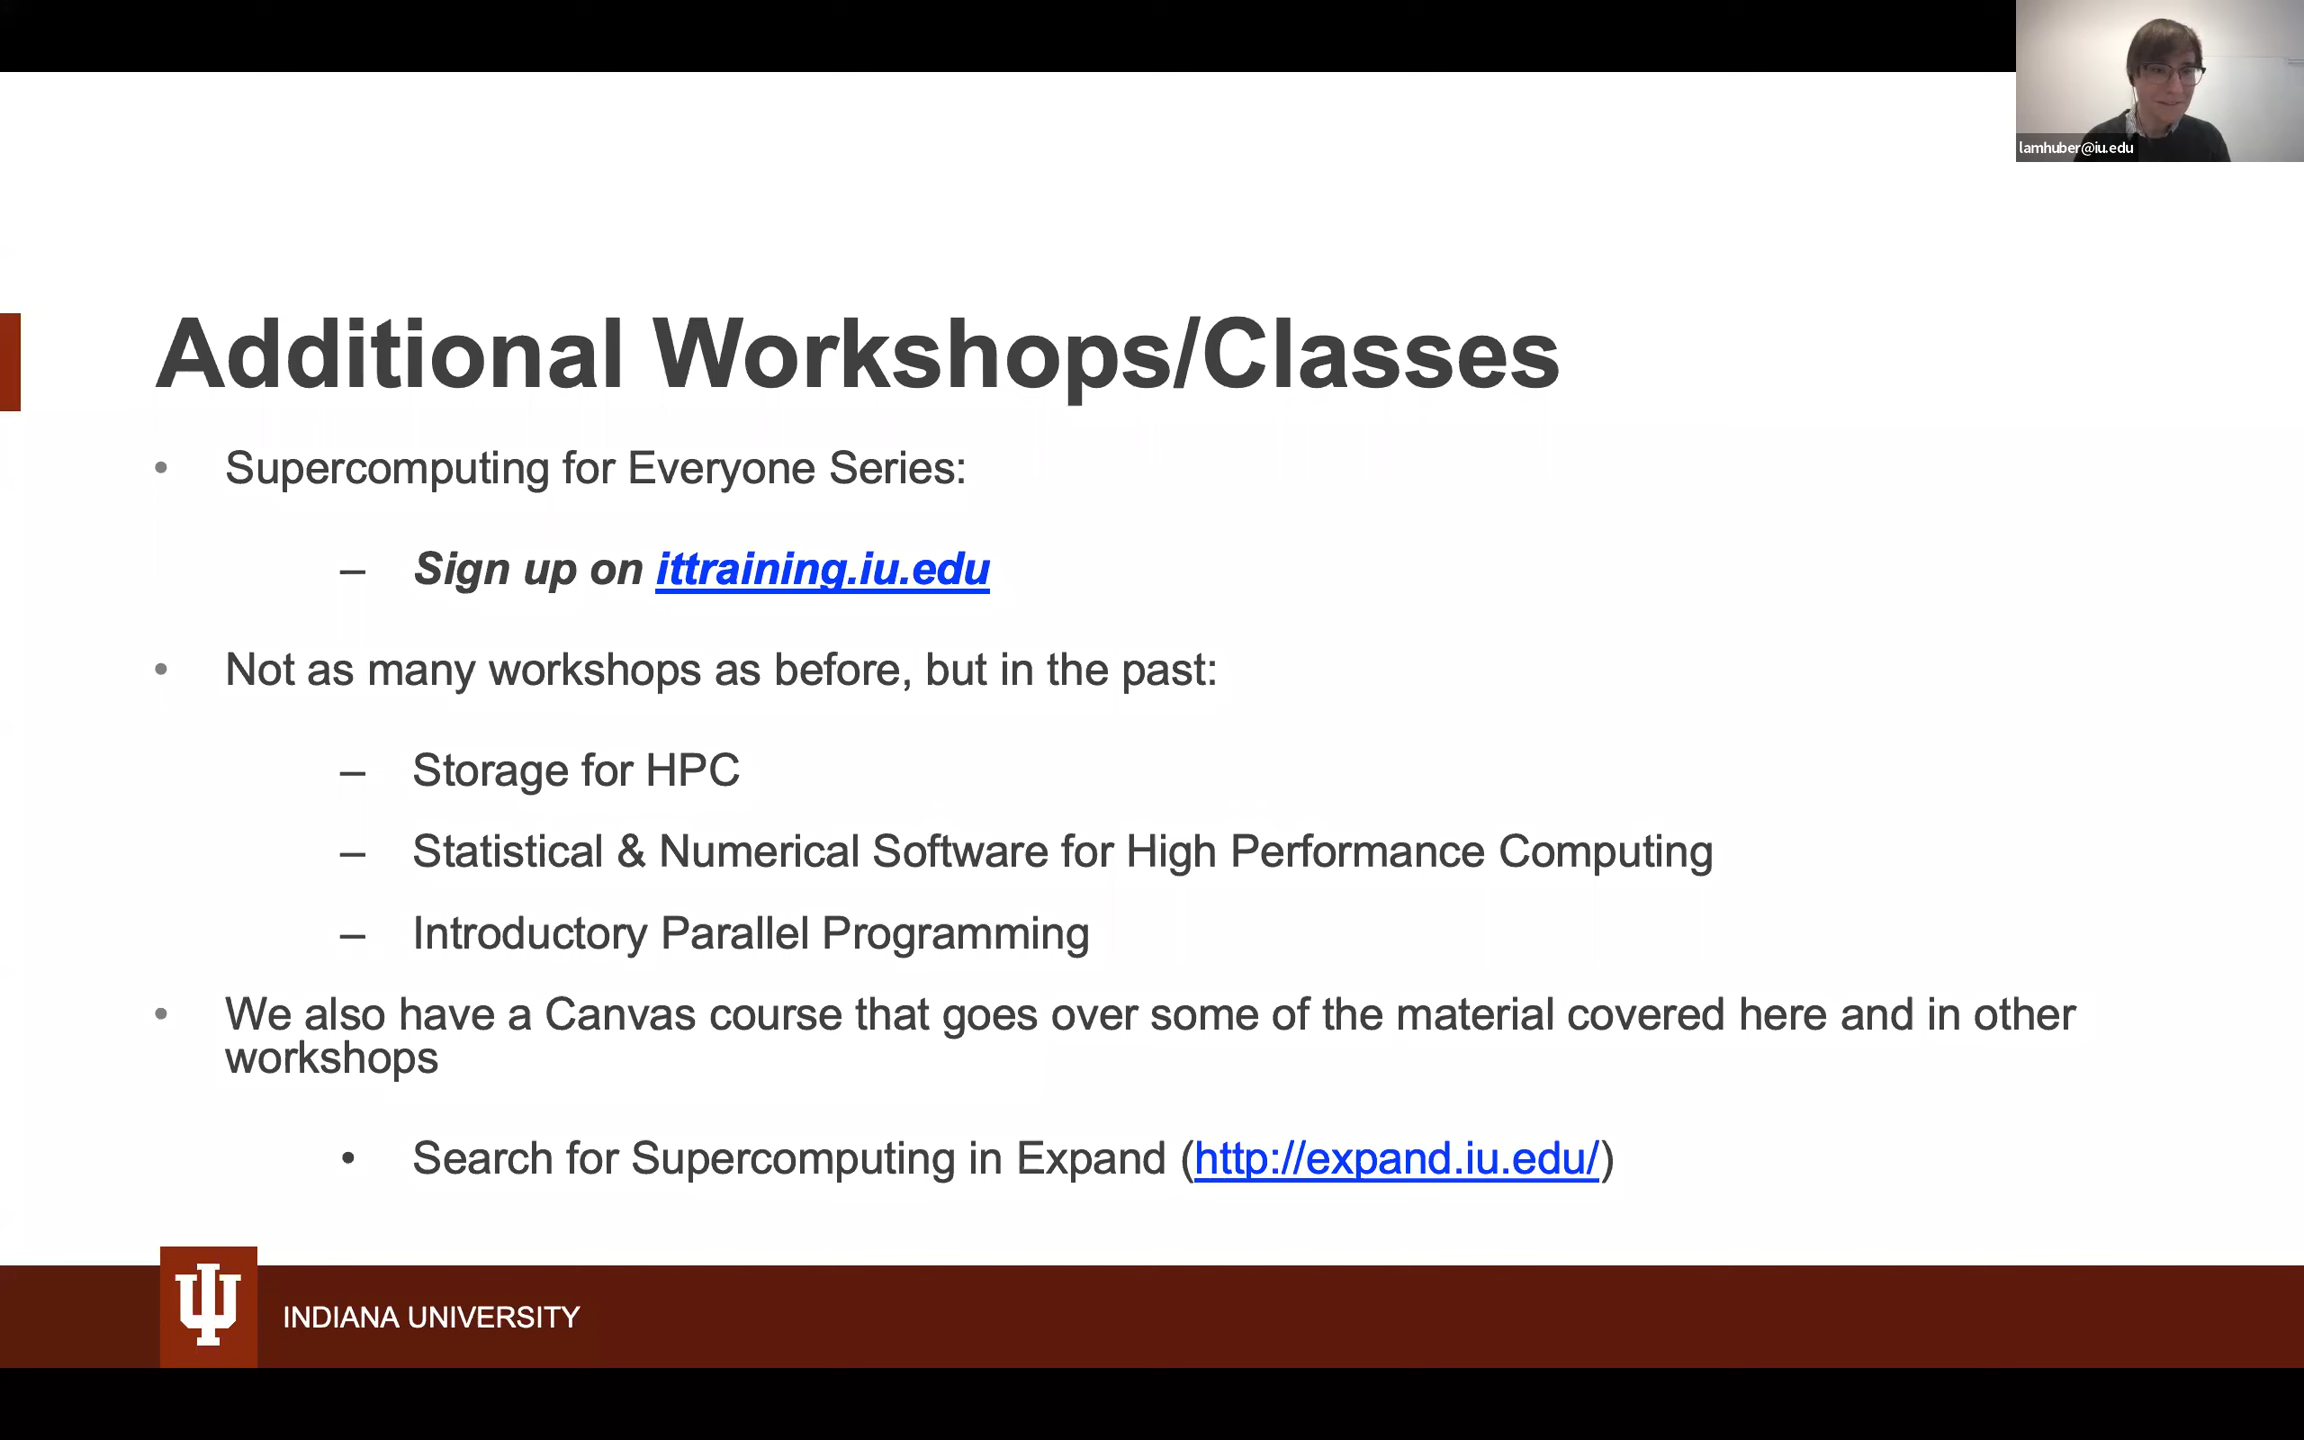 lamhuber@iu.edu
Additional Workshops/Classes
• Supercomputing for Everyone Series:
– Sign up on ittraining.iu.edu
• Not as many workshops as before, but in the past:
– Storage for HPC
– Statistical & Numerical Software for High Performance Computing
– Introductory Parallel Programming
• We also have a Canvas course that goes over some of the material covered here and in other
workshops
• Search for Supercomputing in Expand (http://expand.iu.edu/)
INDIANA UNIVERSITY